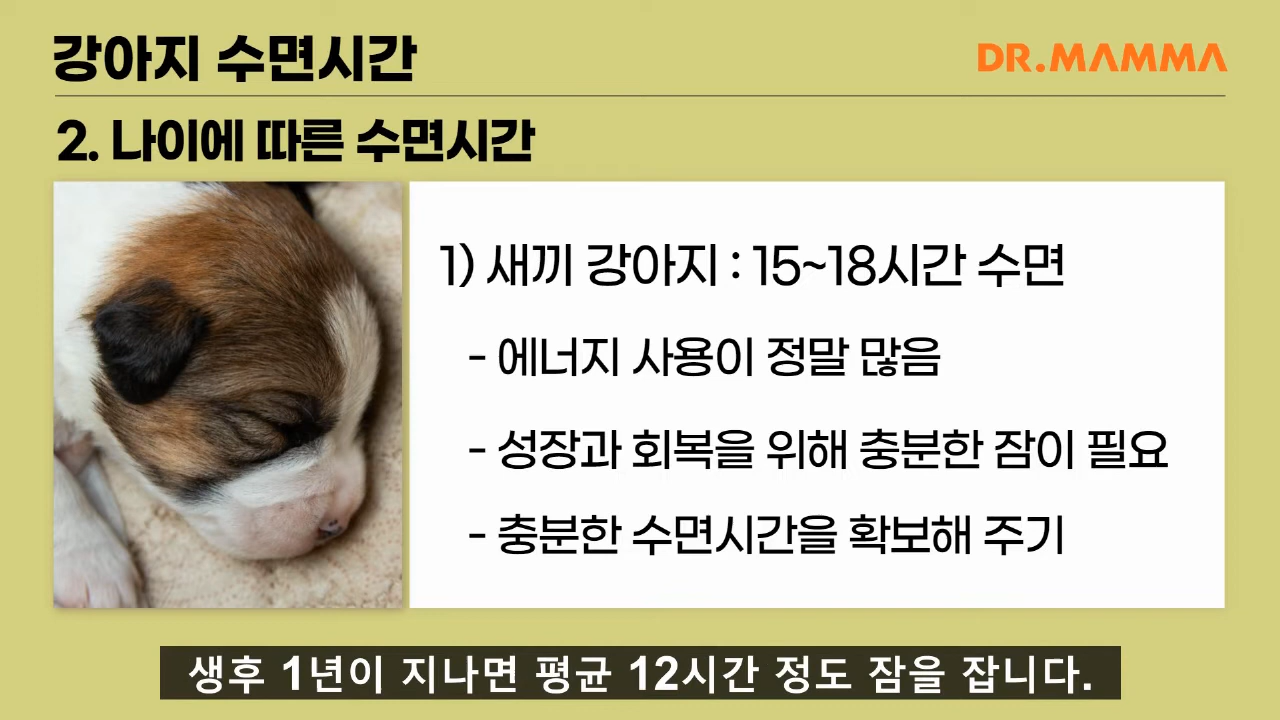 강아지 수면시간
DR.MAMMA
2. 나이에 따른 수면시간
1) 새끼 강아지 : 15~18시간 수면
- 에너지 사용이 정말 많음
- 성장과 회복을 위해 충분한 잠이 필요
- 충분한 수면시간을 확보해 주기
생후 1년이 지나면 평균 12시간 정도 잠을 잡니다.